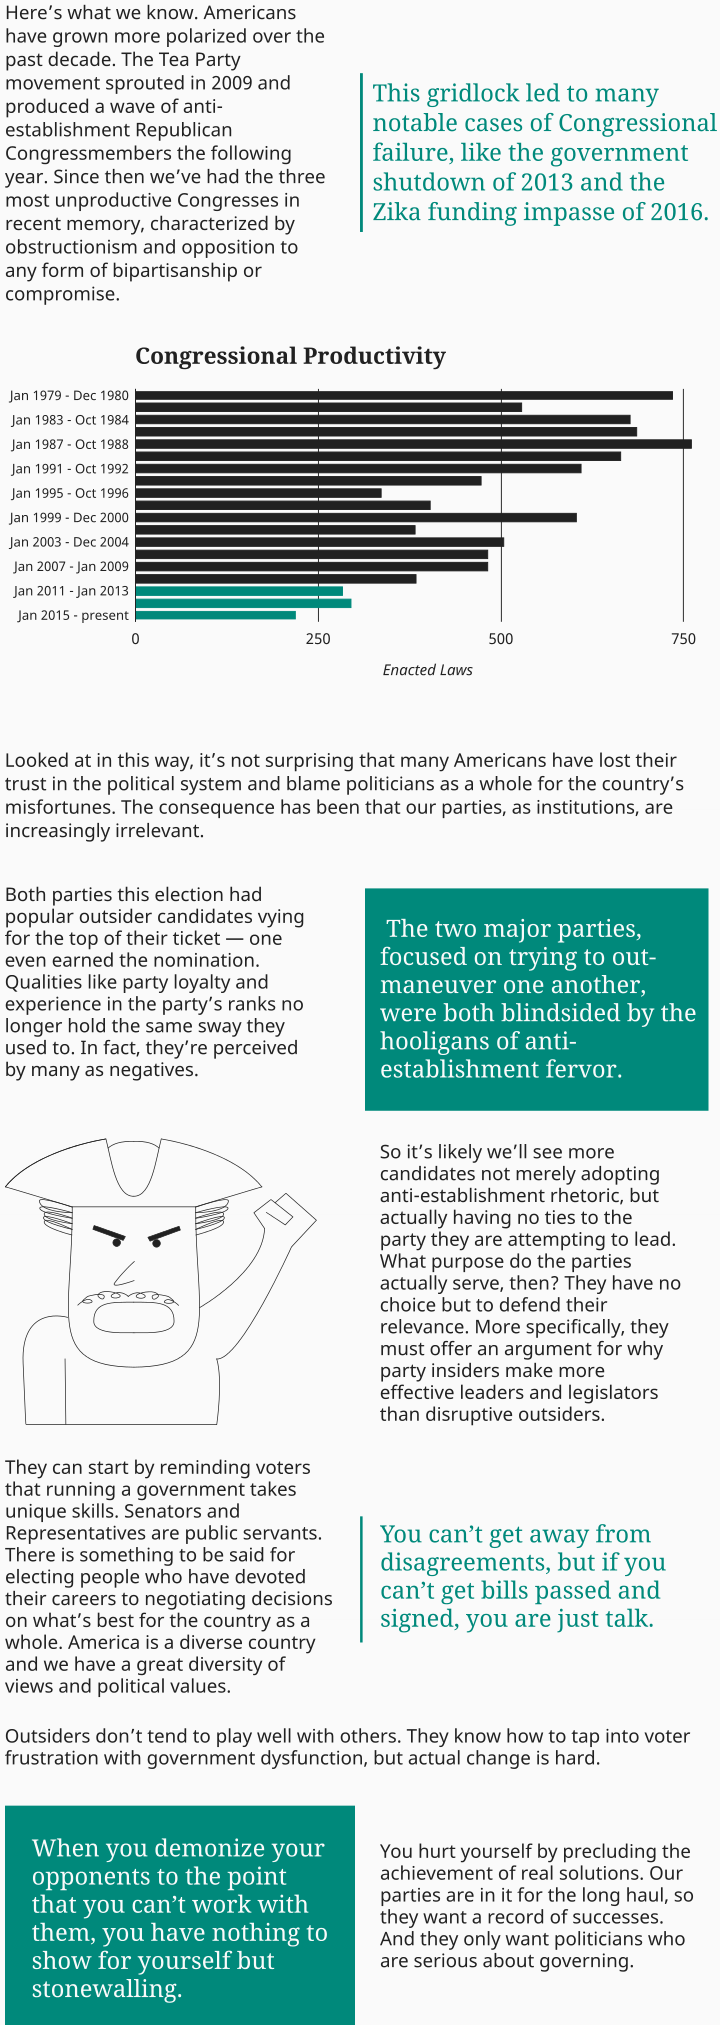 Here’s what we know. Americans
have grown more polarized over the
past decade. The Tea Party
movement sprouted in 2009 and
produced a wave of anti-
establishment Republican
Congressmembers the following
year. Since then we’ve had the three
most unproductive Congresses in
recent memory, characterized by
obstructionism and opposition to
any form of bipartisanship or
compromise.
This gridlock led to many
notable cases of Congressional
failure, like the government
shutdown of 2013 and the
Zika funding impasse of 2016.
Congressional Productivity
Jan 1979 - Dec 1980
Jan 1983 - Oct 1984
Jan 1987 - Oct 1988
Jan 1991 - Oct 1992
Jan 1995 - Oct 1996
Jan 1999 - Dec 2000
Jan 2003 - Dec 2004
Jan 2007 - Jan 2009
Jan 2011 - Jan 2013
Jan 2015 - present
0 250 500 750
Enacted Laws
Looked at in this way, it’s not surprising that many Americans have lost their
trust in the political system and blame politicians as a whole for the country’s
misfortunes. The consequence has been that our parties, as institutions, are
increasingly irrelevant.
Both parties this election had
popular outsider candidates vying
for the top of their ticket — one
even earned the nomination.
Qualities like party loyalty and
experience in the party’s ranks no
longer hold the same sway they
used to. In fact, they’re perceived
by many as negatives.
The two major parties,
focused on trying to out-
maneuver one another,
were both blindsided by the
hooligans of anti-
establishment fervor.
So it’s likely we’ll see more
candidates not merely adopting
anti-establishment rhetoric, but
actually having no ties to the
party they are attempting to lead.
What purpose do the parties
actually serve, then? They have no
choice but to defend their
relevance. More specifically, they
must offer an argument for why
party insiders make more
effective leaders and legislators
than disruptive outsiders.
They can start by reminding voters
that running a government takes
unique skills. Senators and
Representatives are public servants.
There is something to be said for
electing people who have devoted
their careers to negotiating decisions
on what’s best for the country as a
whole. America is a diverse country
and we have a great diversity of
views and political values.
You can’t get away from
disagreements, but if you
can’t get bills passed and
signed, you are just talk.
Outsiders don’t tend to play well with others. They know how to tap into voter
frustration with government dysfunction, but actual change is hard.
When you demonize your
opponents to the point
that you can’t work with
them, you have nothing to
show for yourself but
stonewalling.
You hurt yourself by precluding the
achievement of real solutions. Our
parties are in it for the long haul, so
they want a record of successes.
And they only want politicians who
are serious about governing.